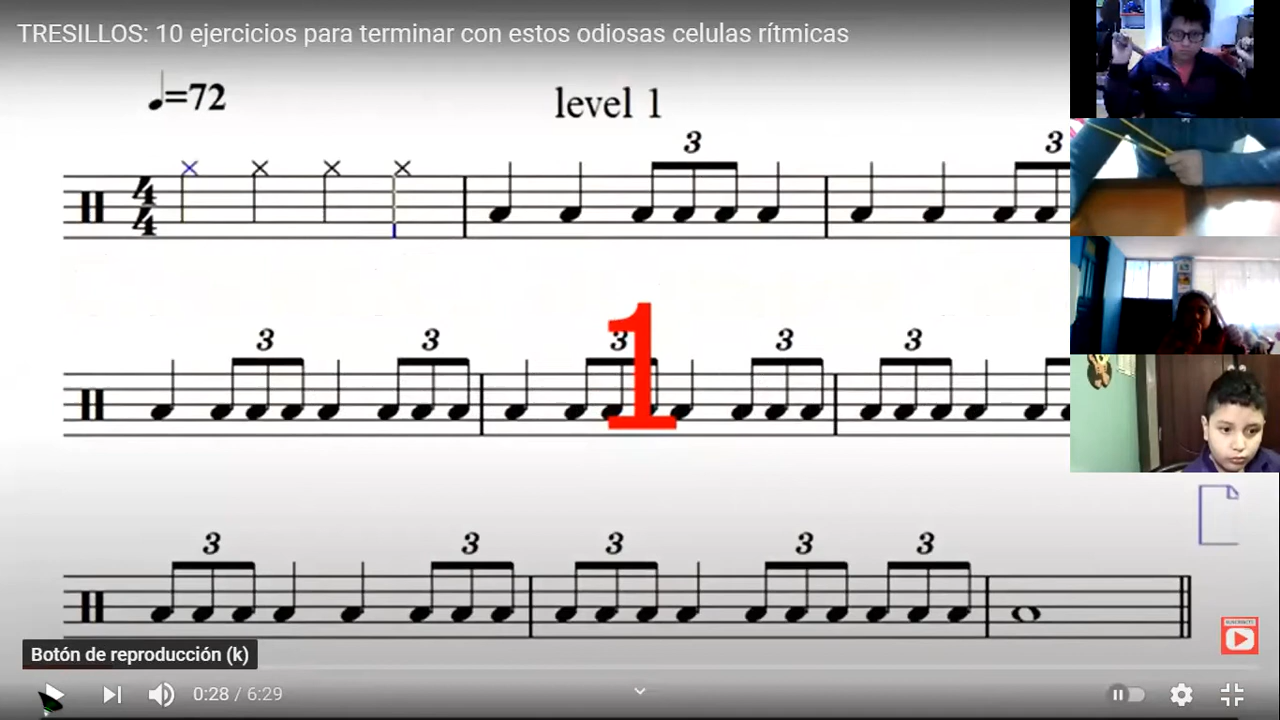 TRESILLOS: 10 ejercicios para terminar con estos odiosas celulas rítmicas
=72
level 1
3 3
4
4
3 3 3 3 3
1
3 3 3 3 3
Botón de reproducción (k)
0:28 / 6:29